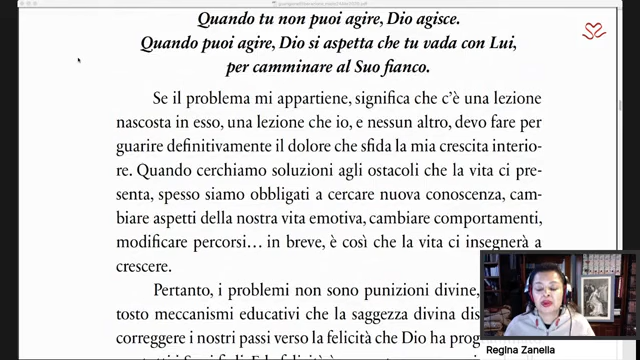 Quando tu non puoi agire, Dio agisce.
Quando puoi agire, Dio si aspetta che tu vada con Lui,
per camminare al Suo fianco.
Se il problema mi appartiene, significa che c'è una lezione
nascosta in esso, una lezione che io, e nessun altro, devo fare per
guarire definitivamente il dolore che sfida la mia crescita interio-
re. Quando cerchiamo soluzioni agli ostacoli che la vita ci pre-
senta, spesso siamo obbligati a cercare nuova conoscenza, cam-
biare aspetti della nostra vita emotiva, cambiare comportamenti,
modificare percorsi… in breve, è così che la vita ci insegnerà a
crescere.
Pertanto, i problemi non sono punizioni divine,
tosto meccanismi educativi che la saggezza divina dis
correggere i nostri passi verso la felicità che Dio ha prog
Regina Zanella